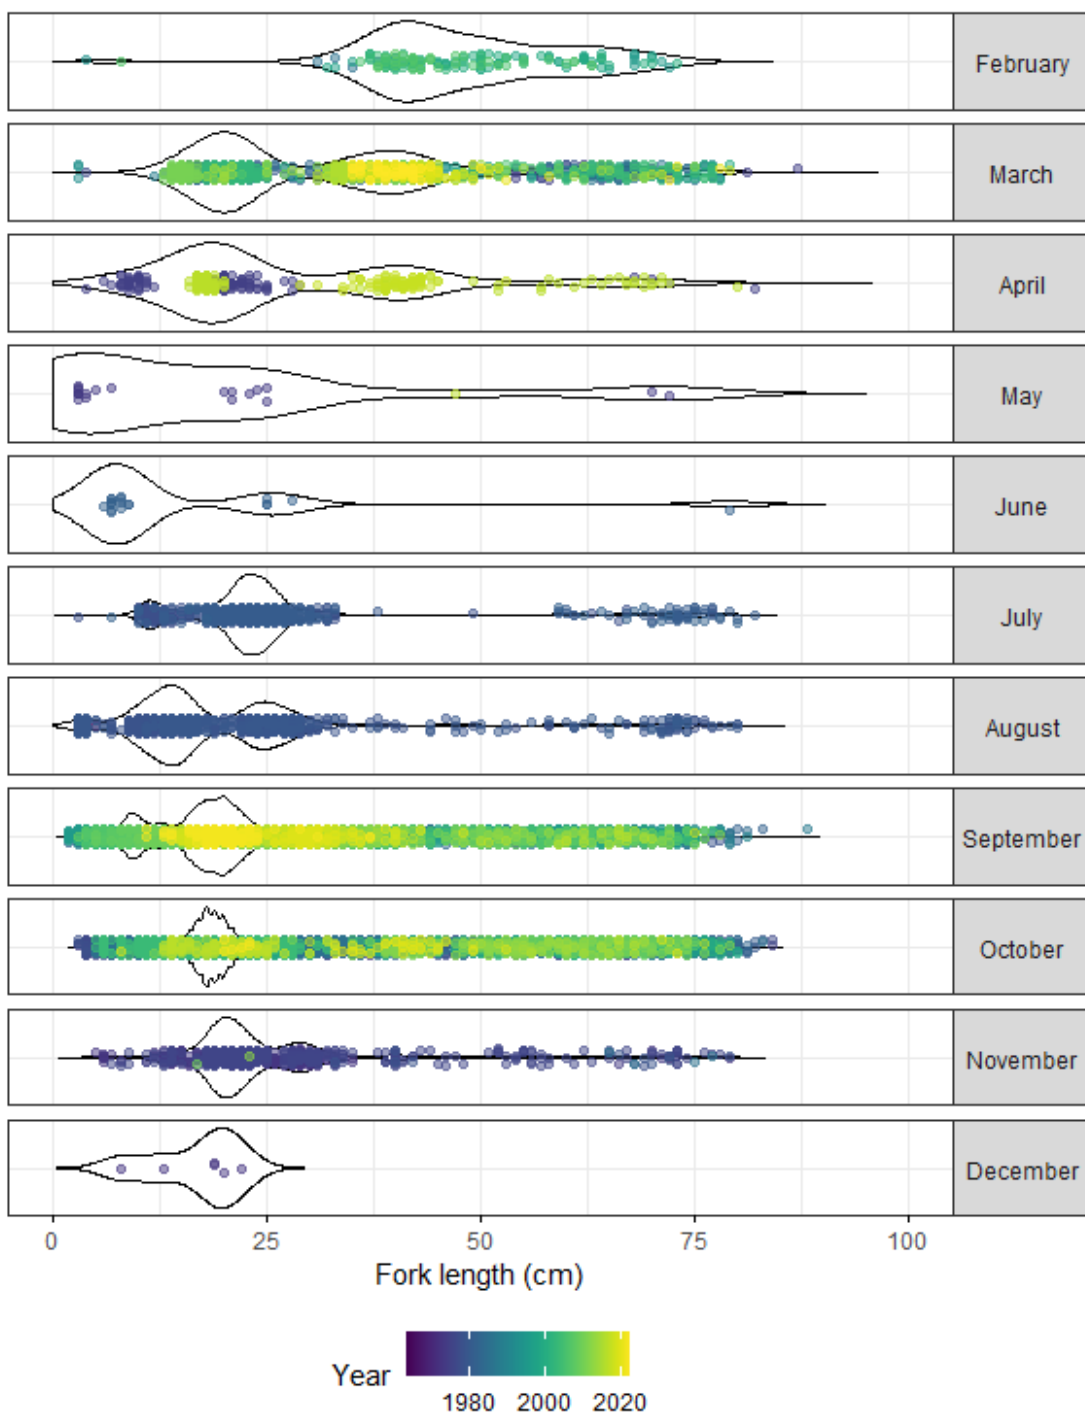 February
March
April
May
June
July
August
September
October
November
December
0 25 50 75 100
Fork length (cm)
Year
1980 2000 2020